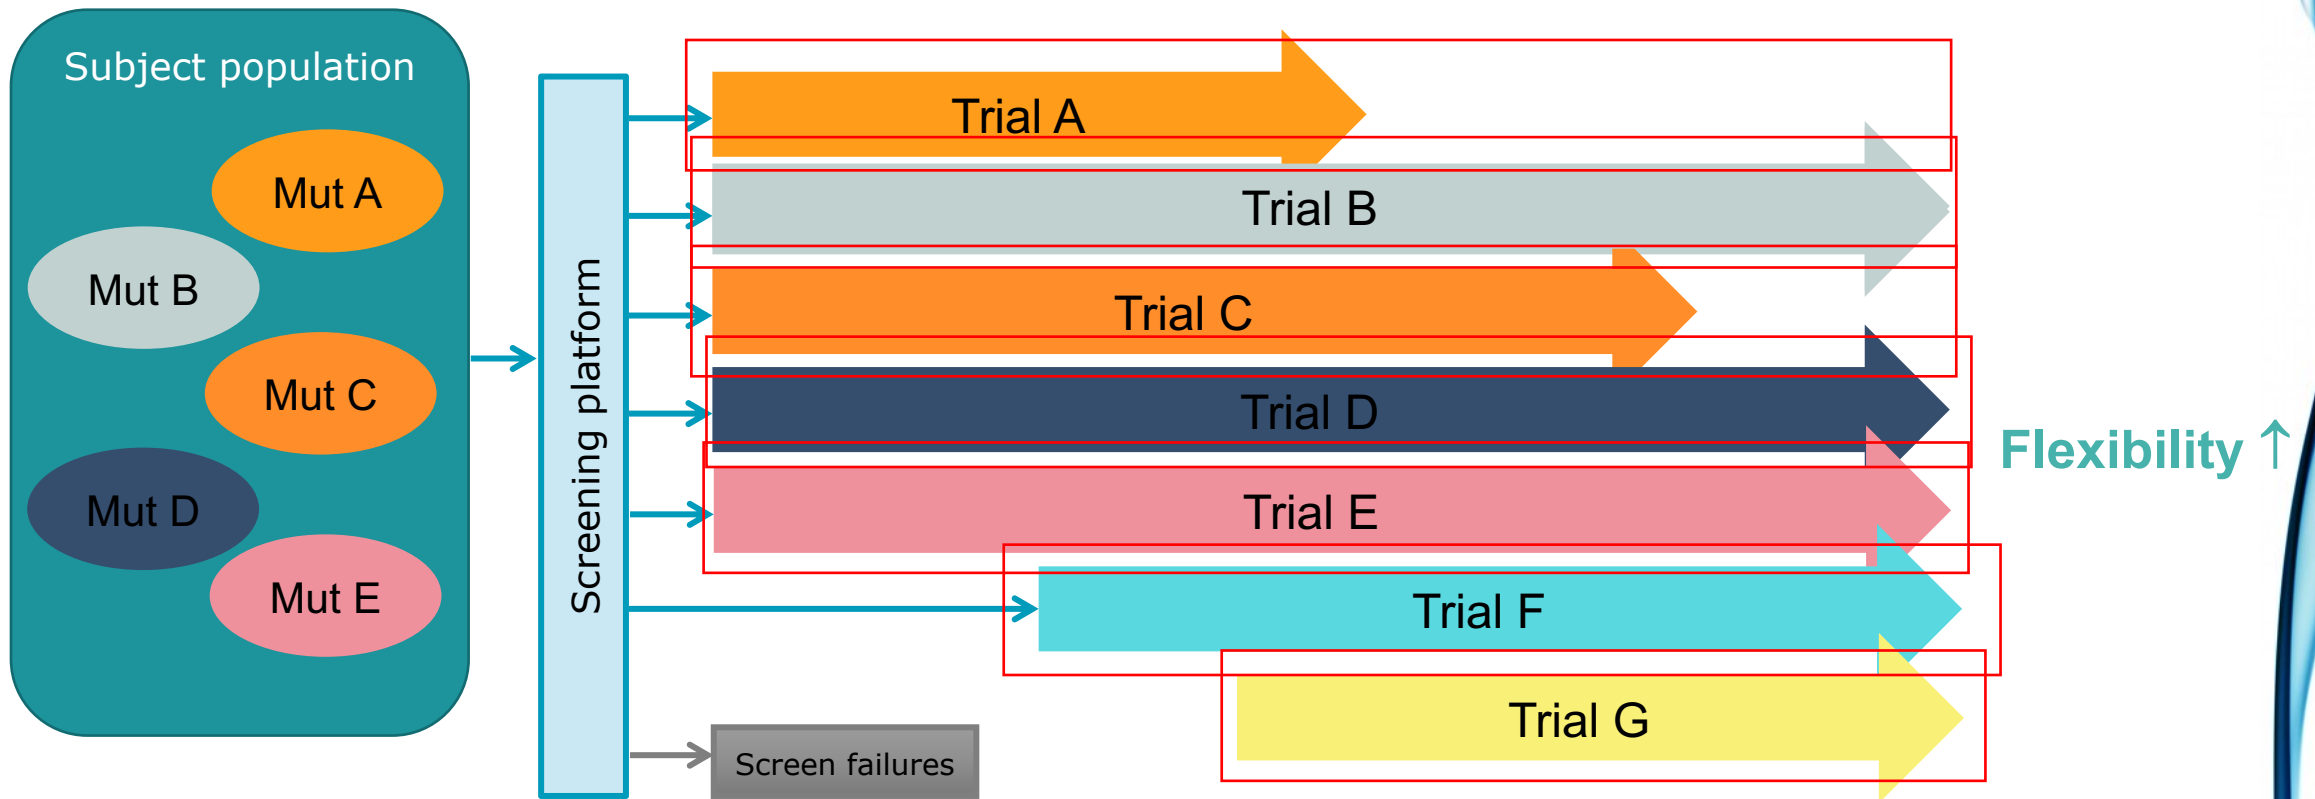 Subject population
Mut A
Mut B
Mut C
Mut D
Mut E
Screening platform
Trial A
Trial B
Trial C
Trial D
Trial E
Trial F
Trial G
Screen failures
Flexibility ↑